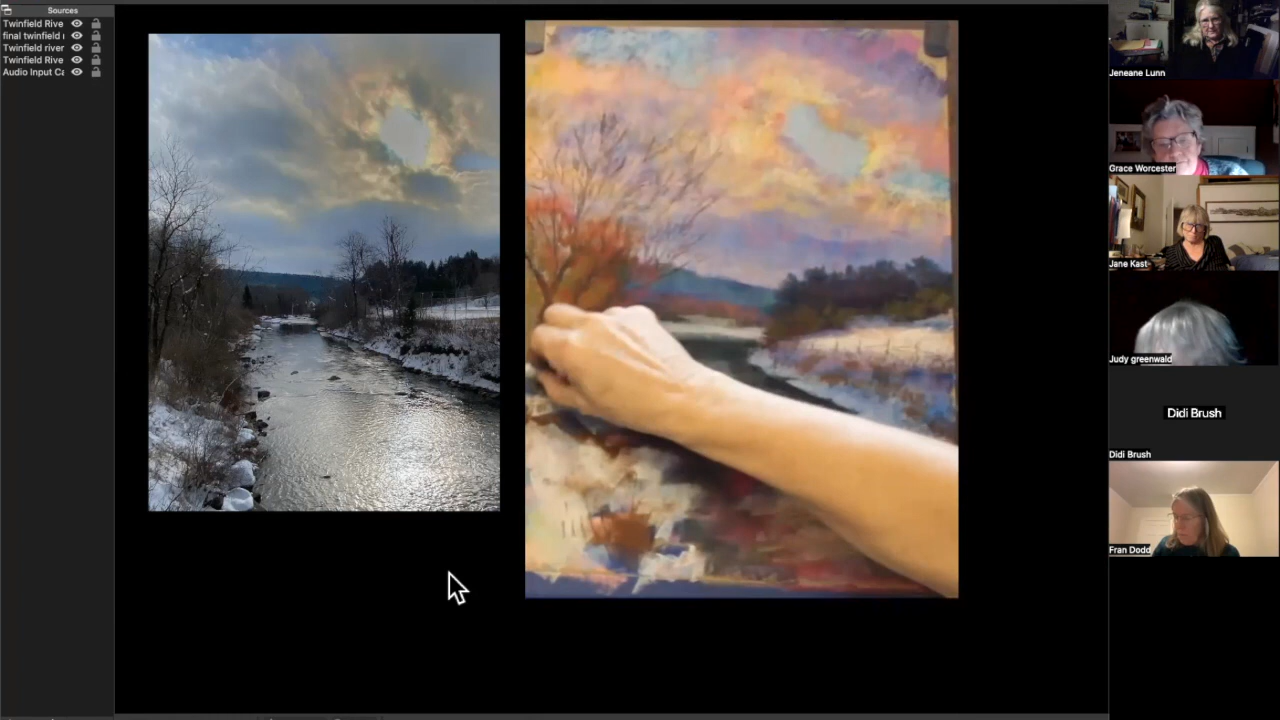 Sources
Twinfield Rive
final twinfield
Twinfield river
Twinfield Rive
Audio Input Ca
Jeneane Lunn
Grace Worcester
Jane Kast
Judy greenwald
Didi Brush
Didi Brush
Fran Dodd